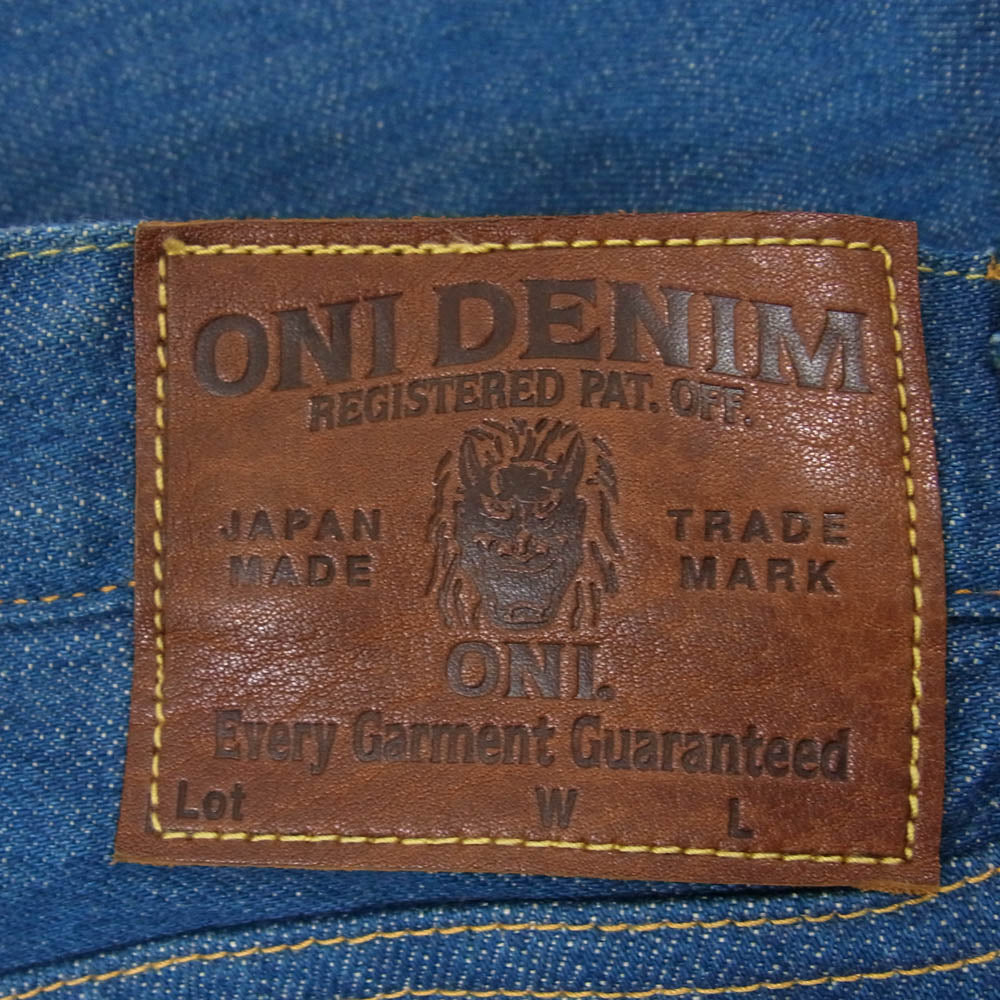 ONI DENIM
REGISTERED PAT. OFF.
JAPAN MADE
TRADE MARK
ONI.
Every Garment Guaranteed
Lot W L